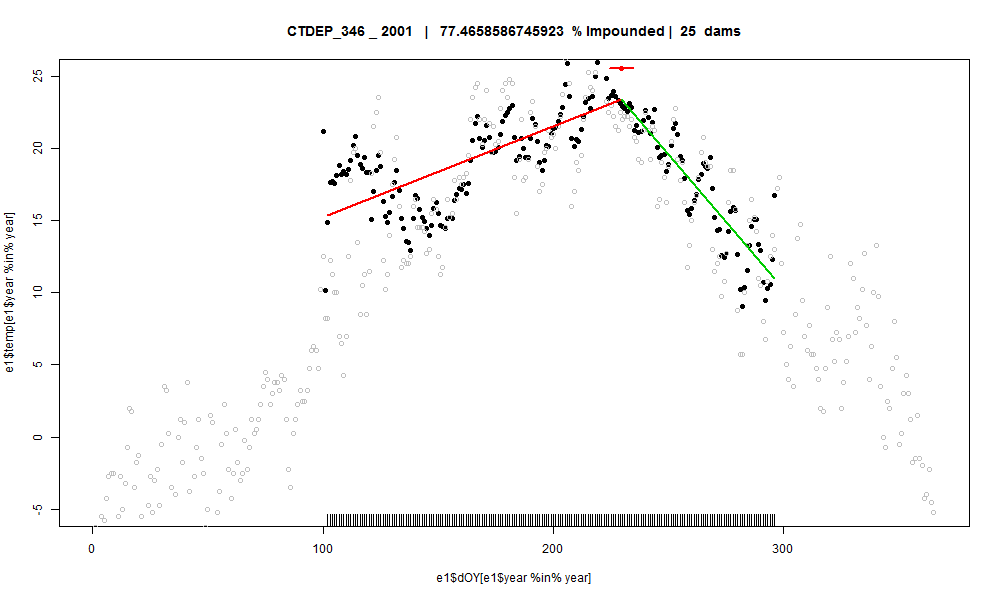 CTDEP_346 _ 2001 | 77.4658586745923 % Impounded | 25 dams
e1$temp[e1$year %in% year]
25
20
15
10
5
0
-5
0 100 200 300
e1$dOY[e1$year %in% year]